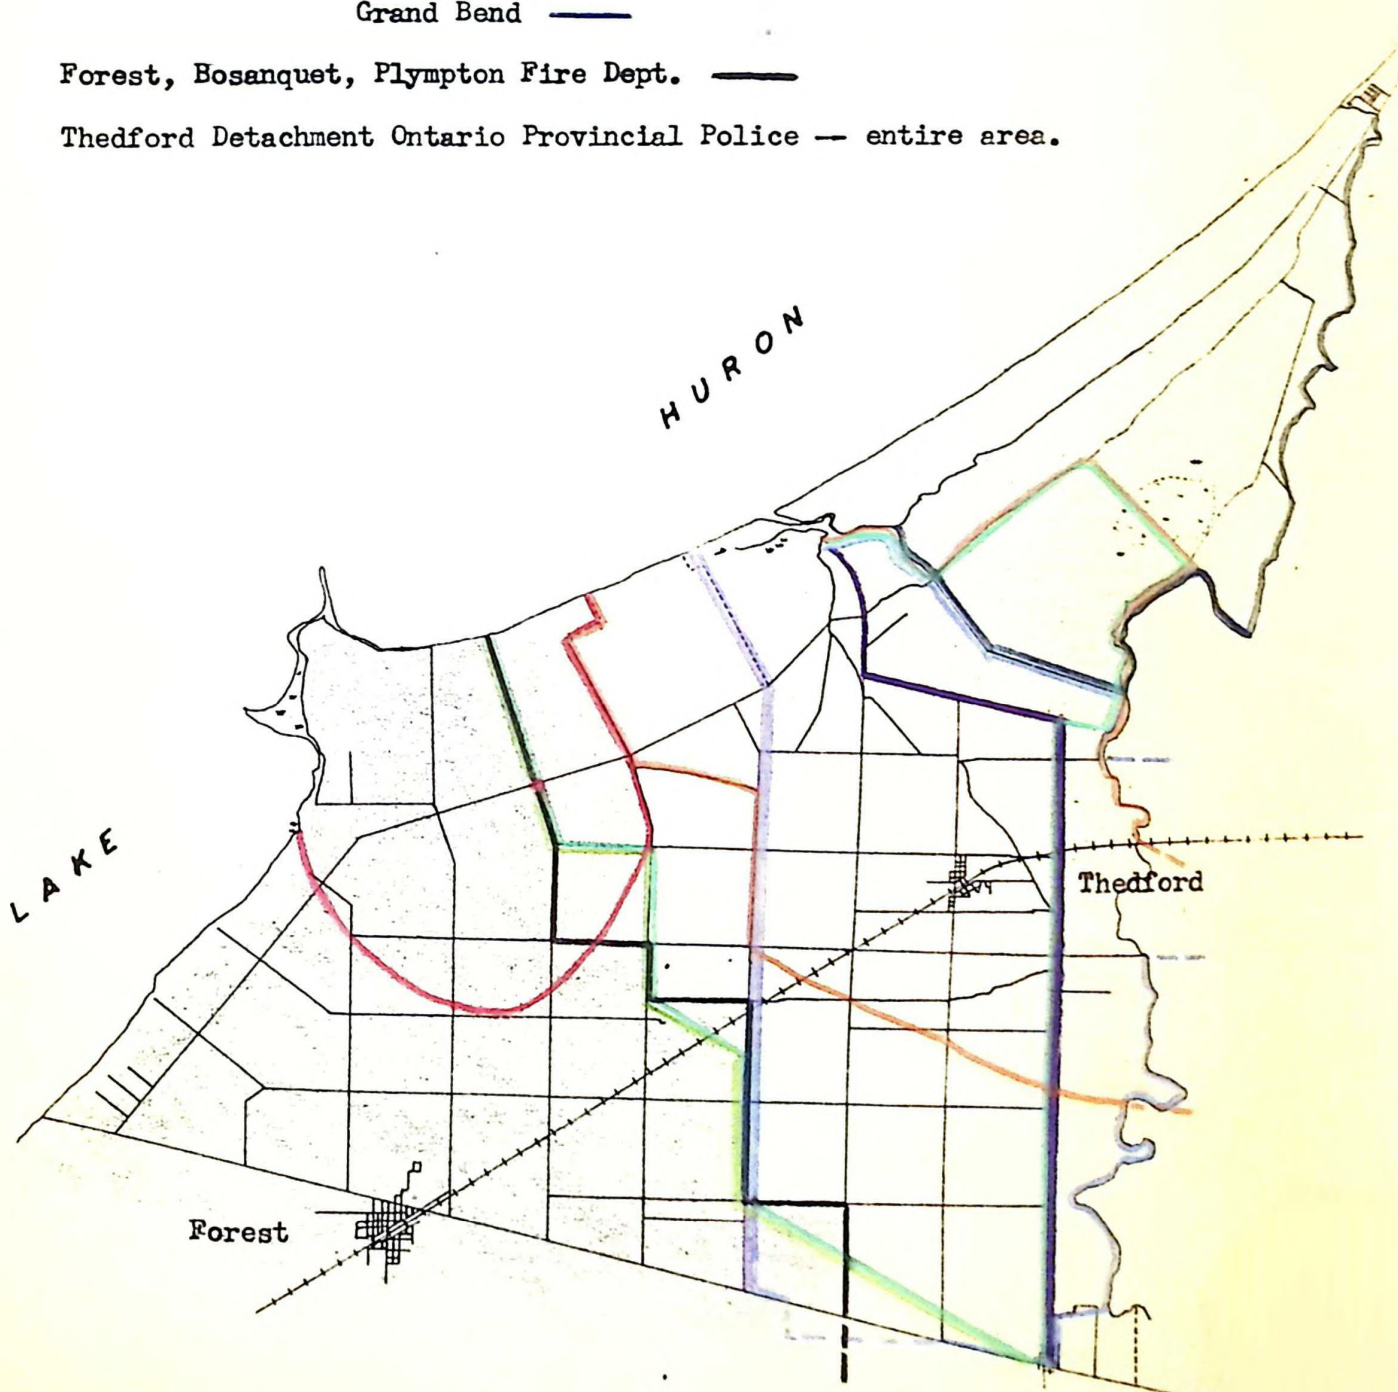 Grand Bend
Forest, Bosanquet, Plympton Fire Dept.
Thedford Detachment Ontario Provincial Police — entire area.
LAKE HURON
Thedford
Forest